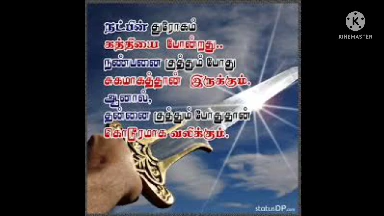 நட்பின் துரோகம்
கத்தியை போன்றது..
நண்பனை குத்தும் போது
சுகமாகத்தான் இருக்கும்,
ஆனால்,
தன்னை குத்தும் போதுதான்
கொரூரமாக வலிக்கும்.
statusDP.com
KINEMASTER